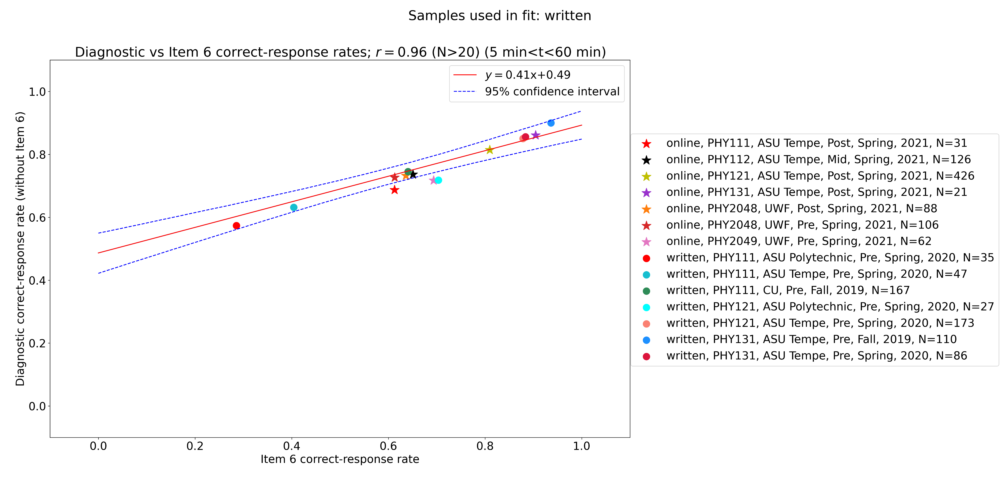 Samples used in fit: written
Diagnostic vs Item 6 correct-response rates; r = 0.96 (N>20) (5 min<t<60 min)
y = 0.41x+0.49
95% confidence interval
1.0
0.8
0.6
0.4
0.2
0.0
Diagnostic correct-response rate (without Item 6)
0.0 0.2 0.4 0.6 0.8 1.0
Item 6 correct-response rate
online, PHY111, ASU Tempe, Post, Spring, 2021, N=31
online, PHY112, ASU Tempe, Mid, Spring, 2021, N=126
online, PHY121, ASU Tempe, Post, Spring, 2021, N=426
online, PHY131, ASU Tempe, Post, Spring, 2021, N=21
online, PHY2048, UWF, Post, Spring, 2021, N=88
online, PHY2048, UWF, Pre, Spring, 2021, N=106
online, PHY2049, UWF, Pre, Spring, 2021, N=62
written, PHY111, ASU Polytechnic, Pre, Spring, 2020, N=35
written, PHY111, ASU Tempe, Pre, Spring, 2020, N=47
written, PHY111, CU, Pre, Fall, 2019, N=167
written, PHY121, ASU Polytechnic, Pre, Spring, 2020, N=27
written, PHY121, ASU Tempe, Pre, Spring, 2020, N=173
written, PHY131, ASU Tempe, Pre, Fall, 2019, N=110
written, PHY131, ASU Tempe, Pre, Spring, 2020, N=86